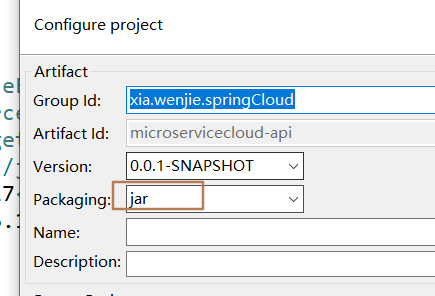 Configure project
Artifact
Group Id: xia.wenjie.springCloud
Artifact Id: microservicecloud-api
Version: 0.0.1-SNAPSHOT
Packaging: jar
Name:
Description: